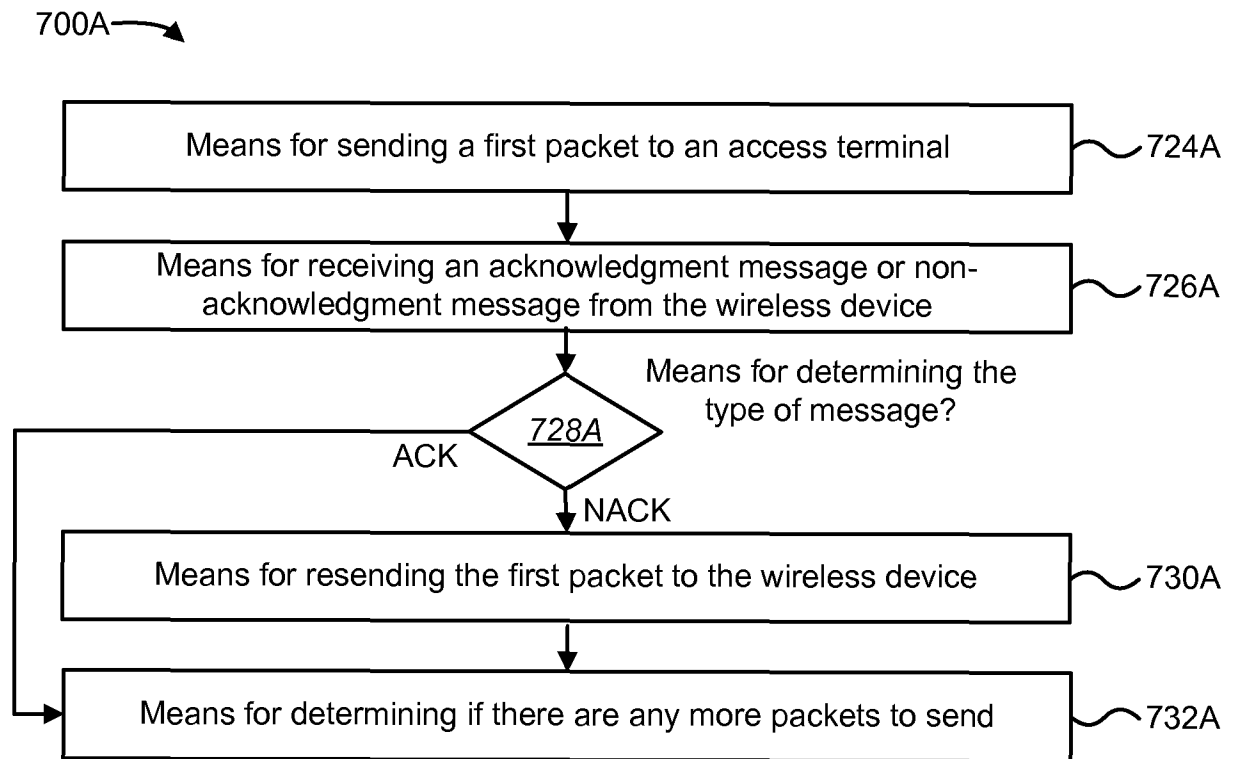 700A
Means for sending a first packet to an access terminal
724A
Means for receiving an acknowledgment message or non-
acknowledgment message from the wireless device
726A
Means for determining the
type of message?
728A
ACK
NACK
Means for resending the first packet to the wireless device
730A
Means for determining if there are any more packets to send
732A